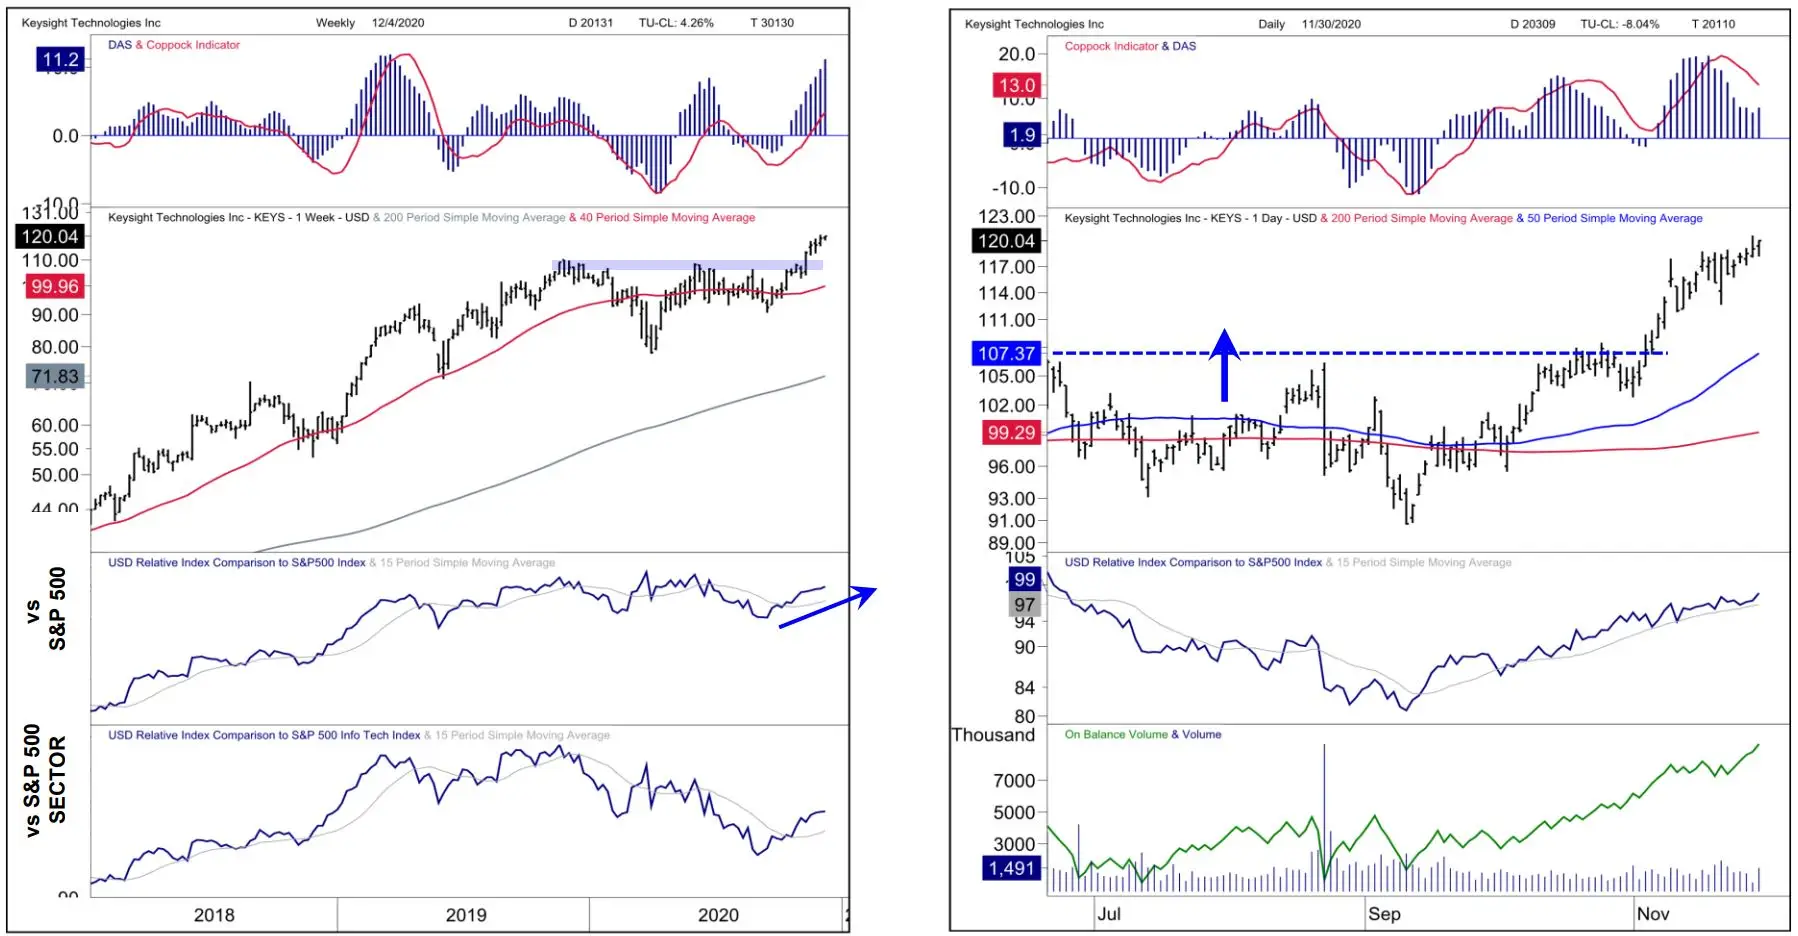 Keysight Technologies Inc Weekly 12/4/2020 D 20131 TU-CL: 4.26% T 30130
DAS & Coppock Indicator
11.2
0.0
-10.0
131.00
Keysight Technologies Inc - KEYS - 1 Week - USD & 200 Period Simple Moving Average & 40 Period Simple Moving Average
120.04
110.00
99.96
90.00
80.00
71.83
60.00
55.00
50.00
44.00
vs
S&P 500
USD Relative Index Comparison to S&P500 Index & 15 Period Simple Moving Average
vs S&P 500
SECTOR
USD Relative Index Comparison to S&P 500 Info Tech Index & 15 Period Simple Moving Average
2018 2019 2020
Keysight Technologies Inc Daily 11/30/2020 D 20309 TU-CL: -8.04% T 20110
Coppock Indicator & DAS
20.0
13.0
10.0
1.9
-10.0
123.00
Keysight Technologies Inc - KEYS - 1 Day - USD & 200 Period Simple Moving Average & 50 Period Simple Moving Average
120.04
117.00
114.00
111.00
107.37
105.00
102.00
99.29
96.00
93.00
91.00
89.00
105
USD Relative Index Comparison to S&P500 Index & 15 Period Simple Moving Average
99
97
94
90
84
80
Thousand
On Balance Volume & Volume
7000
5000
3000
1,491
Jul Sep Nov